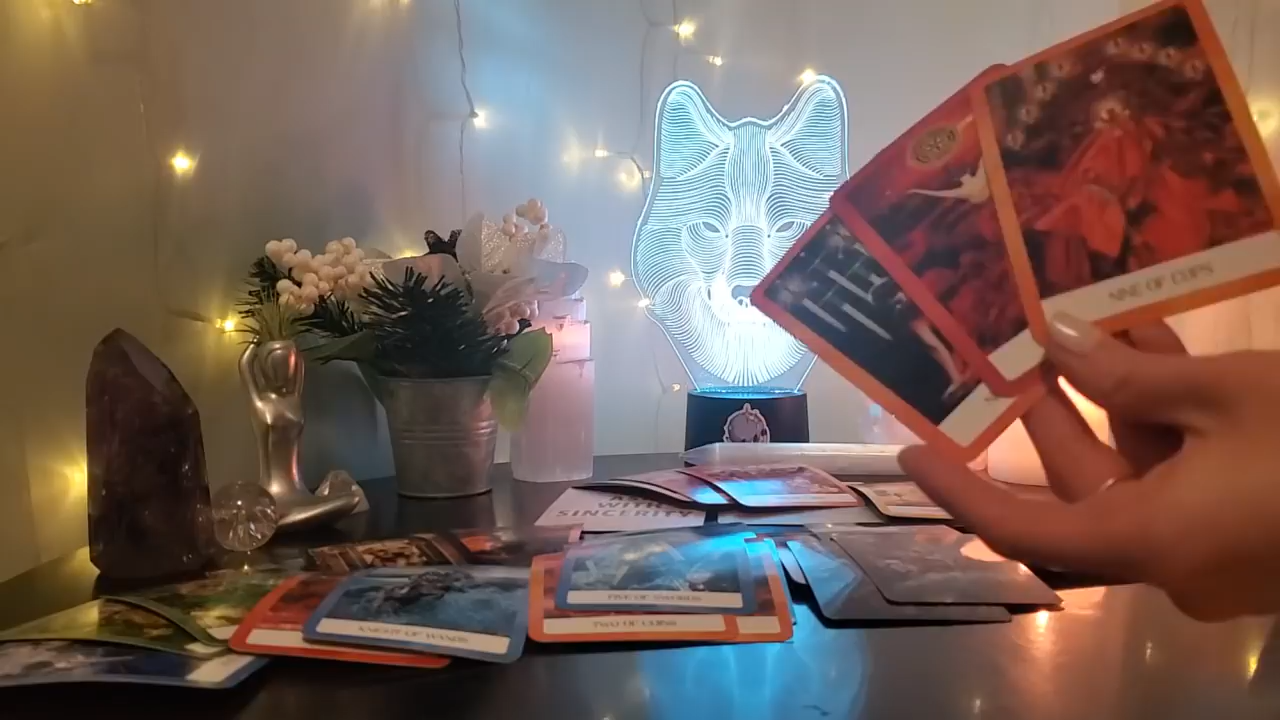 NINE OF CUPS
WITH
SINCERITY
FIVE OF SWORDS
KNIGHT OF WANDS
TWO OF CUPS